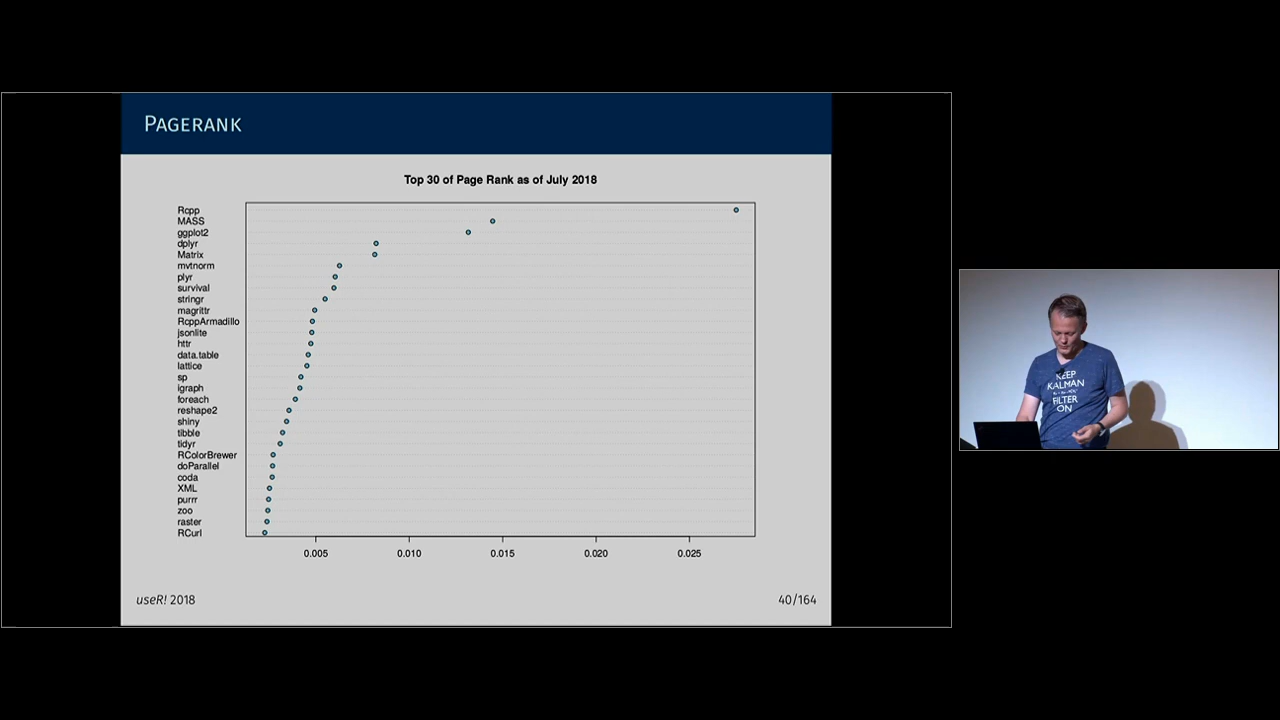 PAGERANK
Top 30 of Page Rank as of July 2018
Rcpp
MASS
ggplot2
dplyr
Matrix
mvtnorm
plyr
survival
stringr
magrittr
RcppArmadillo
jsonlite
httr
data.table
lattice
sp
igraph
foreach
reshape2
shiny
tibble
tidyr
RColorBrewer
doParallel
coda
XML
purrr
zoo
raster
RCurl
0.005 0.010 0.015 0.020 0.025
useR! 2018
40/164
KEEP
KALMAN
FILTER
ON